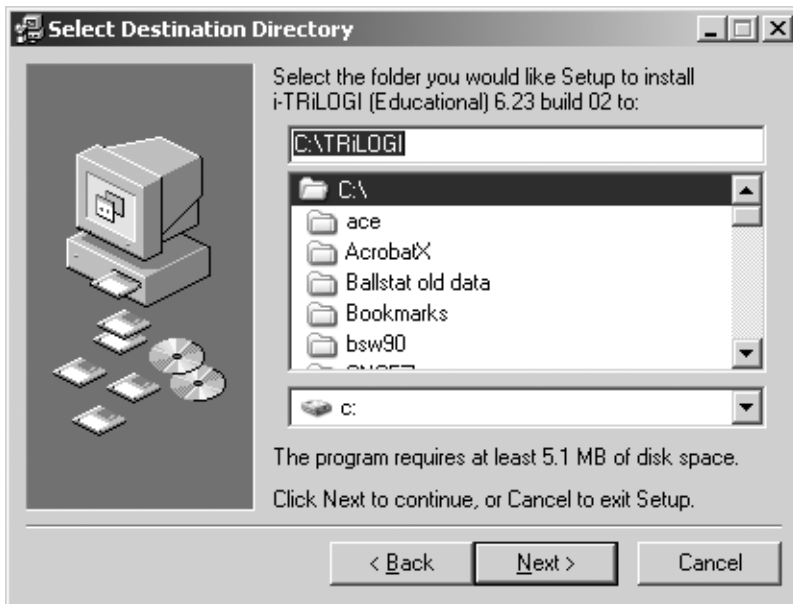 Select Destination Directory
Select the folder you would like Setup to install
i-TRiLOGI (Educational) 6.23 build 02 to:
C:\TRiLOGI
C:\
ace
AcrobatX
Ballstat old data
Bookmarks
bsw90
c:
The program requires at least 5.1 MB of disk space.
Click Next to continue, or Cancel to exit Setup.
< Back
Next >
Cancel